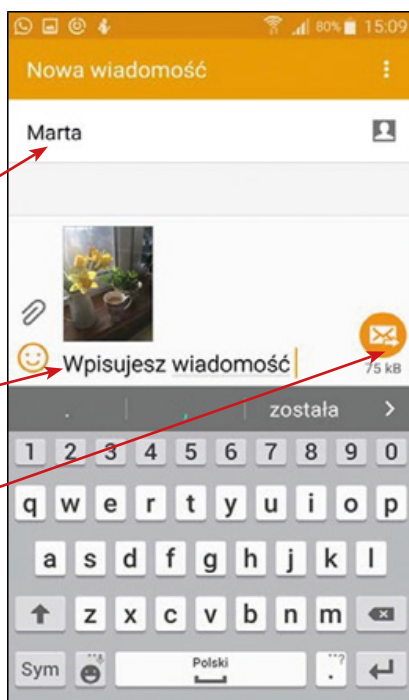 80% 15:09
Nowa wiadomość
Marta
Wpisujesz wiadomość
75 kB
. , została >
1 2 3 4 5 6 7 8 9 0
q w e r t y u i o p
a s d f g h j k l
z x c v b n m
Sym Polski . ?